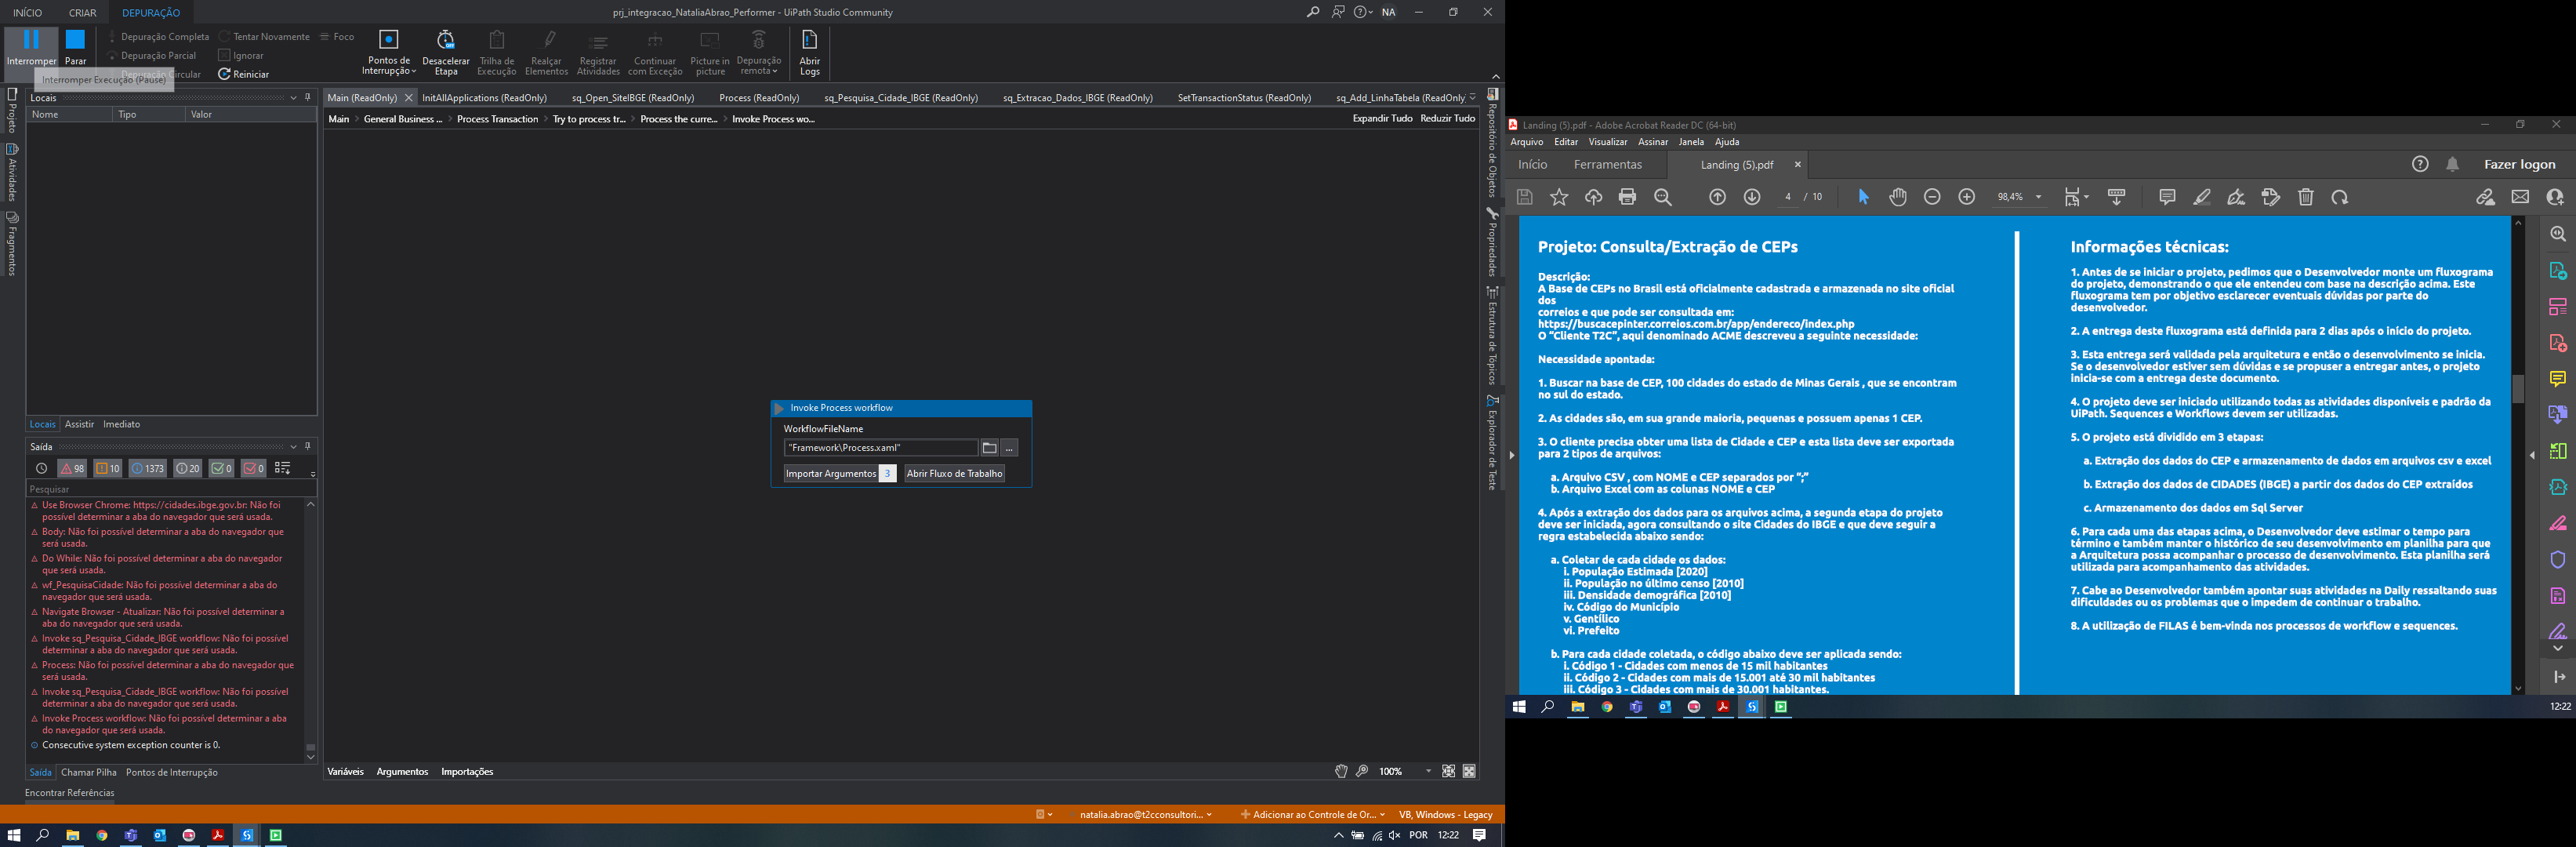 INÍCIO CRIAR DEPURAÇÃO
prj_integracao_NataliaAbrao_Performer - UiPath Studio Community
NA
Interromper
Parar
Depuração Completa
Depuração Parcial
Depuração Circular
Tentar Novamente
Ignorar
Reiniciar
Foco
Pontos de
Interrupção
Desacelerar
Etapa
Trilha de
Execução
Realçar
Elementos
Registrar
Atividades
Continuar
com Exceção
Picture in
picture
Depuração
remota
Abrir
Logs
Interromper Execução (Pause)
Projeto
Atividades
Fragmentos
Locais
Nome Tipo Valor
Locais Assistir Imediato
Saída
98 10 1373 20 0 0
Pesquisar
Use Browser Chrome: https://cidades.ibge.gov.br: Não foi
possível determinar a aba do navegador que será usada.
Body: Não foi possível determinar a aba do navegador que
será usada.
Do While: Não foi possível determinar a aba do navegador
que será usada.
wf_PesquisaCidade: Não foi possível determinar a aba do
navegador que será usada.
Navigate Browser - Atualizar: Não foi possível determinar a
aba do navegador que será usada.
Invoke sq_Pesquisa_Cidade_IBGE workflow: Não foi possível
determinar a aba do navegador que será usada.
Process: Não foi possível determinar a aba do navegador que
será usada.
Invoke sq_Pesquisa_Cidade_IBGE workflow: Não foi possível
determinar a aba do navegador que será usada.
Invoke Process workflow: Não foi possível determinar a aba
do navegador que será usada.
Consecutive system exception counter is 0.
Saída Chamar Pilha Pontos de Interrupção
Encontrar Referências
Main (ReadOnly) InitAllApplications (ReadOnly) sq_Open_SiteIBGE (ReadOnly) Process (ReadOnly) sq_Pesquisa_Cidade_IBGE (ReadOnly) sq_Extracao_Dados_IBGE (ReadOnly) SetTransactionStatus (ReadOnly) sq_Add_LinhaTabela (ReadOnly)
Main > General Business ... > Process Transaction > Try to process tr... > Process the curre... > Invoke Process wo...
Expandir Tudo Reduzir Tudo
Invoke Process workflow
WorkflowFileName
"Framework\Process.xaml"
...
Importar Argumentos 3
Abrir Fluxo de Trabalho
Variáveis Argumentos Importações
100%
Repositório de Objetos
Propriedades
Estrutura de Tópicos
Explorador de Teste
natalia.abrao@t2cconsultori...
Adicionar ao Controle de Or...
VB, Windows - Legacy
POR 12:22
Landing (5).pdf - Adobe Acrobat Reader DC (64-bit)
Arquivo Editar Visualizar Assinar Janela Ajuda
Início Ferramentas Landing (5).pdf
Fazer logon
4 / 10
98,4%
Projeto: Consulta/Extração de CEPs
Descrição:
A Base de CEPs no Brasil está oficialmente cadastrada e armazenada no site oficial
dos
correios e que pode ser consultada em:
https://buscacepinter.correios.com.br/app/endereco/index.php
O “Cliente T2C”, aqui denominado ACME descreveu a seguinte necessidade:
Necessidade apontada:
1. Buscar na base de CEP, 100 cidades do estado de Minas Gerais , que se encontram
no sul do estado.
2. As cidades são, em sua grande maioria, pequenas e possuem apenas 1 CEP.
3. O cliente precisa obter uma lista de Cidade e CEP e esta lista deve ser exportada
para 2 tipos de arquivos:
a. Arquivo CSV , com NOME e CEP separados por “;”
b. Arquivo Excel com as colunas NOME e CEP
4. Após a extração dos dados para os arquivos acima, a segunda etapa do projeto
deve ser iniciada, agora consultando o site Cidades do IBGE e que deve seguir a
regra estabelecida abaixo sendo:
a. Coletar de cada cidade os dados:
i. População Estimada [2020]
ii. População no último censo [2010]
iii. Densidade demográfica [2010]
iv. Código do Município
v. Gentílico
vi. Prefeito
b. Para cada cidade coletada, o código abaixo deve ser aplicada sendo:
i. Código 1 - Cidades com menos de 15 mil habitantes
ii. Código 2 - Cidades com mais de 15.001 até 30 mil habitantes
iii. Código 3 - Cidades com mais de 30.001 habitantes.
Informações técnicas:
1. Antes de se iniciar o projeto, pedimos que o Desenvolvedor monte um fluxograma
do projeto, demonstrando o que ele entendeu com base na descrição acima. Este
fluxograma tem por objetivo esclarecer eventuais dúvidas por parte do
desenvolvedor.
2. A entrega deste fluxograma está definida para 2 dias após o início do projeto.
3. Esta entrega será validada pela arquitetura e então o desenvolvimento se inicia.
Se o desenvolvedor estiver sem dúvidas e se propuser a entregar antes, o projeto
inicia-se com a entrega deste documento.
4. O projeto deve ser iniciado utilizando todas as atividades disponíveis e padrão da
UiPath. Sequences e Workflows devem ser utilizadas.
5. O projeto está dividido em 3 etapas:
a. Extração dos dados do CEP e armazenamento de dados em arquivos csv e excel
b. Extração dos dados de CIDADES (IBGE) a partir dos dados do CEP extraídos
c. Armazenamento dos dados em Sql Server
6. Para cada uma das etapas acima, o Desenvolvedor deve estimar o tempo para
término e também manter o histórico de seu desenvolvimento em planilha para que
a Arquitetura possa acompanhar o processo de desenvolvimento. Esta planilha será
utilizada para acompanhamento das atividades.
7. Cabe ao Desenvolvedor também apontar suas atividades na Daily ressaltando suas
dificuldades ou os problemas que o impedem de continuar o trabalho.
8. A utilização de FILAS é bem-vinda nos processos de workflow e sequences.
12:22